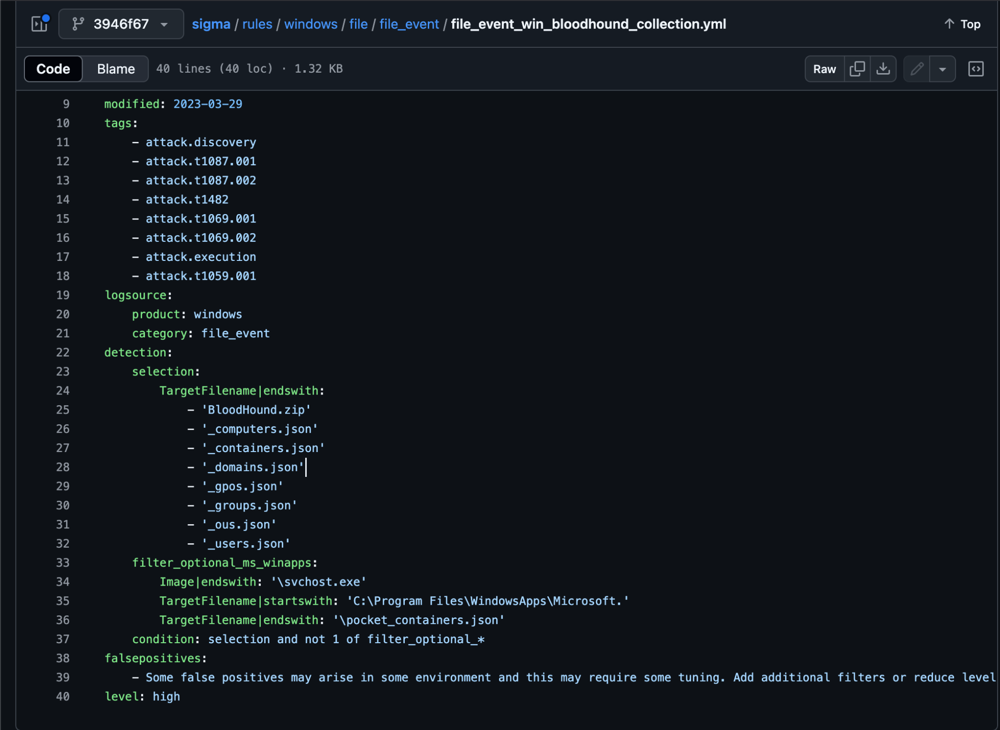 3946f67 sigma / rules / windows / file / file_event / file_event_win_bloodhound_collection.yml Top
Code Blame 40 lines (40 loc) · 1.32 KB Raw
9 modified: 2023-03-29
10 tags:
11 - attack.discovery
12 - attack.t1087.001
13 - attack.t1087.002
14 - attack.t1482
15 - attack.t1069.001
16 - attack.t1069.002
17 - attack.execution
18 - attack.t1059.001
19 logsource:
20 product: windows
21 category: file_event
22 detection:
23 selection:
24 TargetFilename|endswith:
25 - 'BloodHound.zip'
26 - '_computers.json'
27 - '_containers.json'
28 - '_domains.json'
29 - '_gpos.json'
30 - '_groups.json'
31 - '_ous.json'
32 - '_users.json'
33 filter_optional_ms_winapps:
34 Image|endswith: '\svchost.exe'
35 TargetFilename|startswith: 'C:\Program Files\WindowsApps\Microsoft.'
36 TargetFilename|endswith: '\pocket_containers.json'
37 condition: selection and not 1 of filter_optional_*
38 falsepositives:
39 - Some false positives may arise in some environment and this may require some tuning. Add additional filters or reduce level
40 level: high